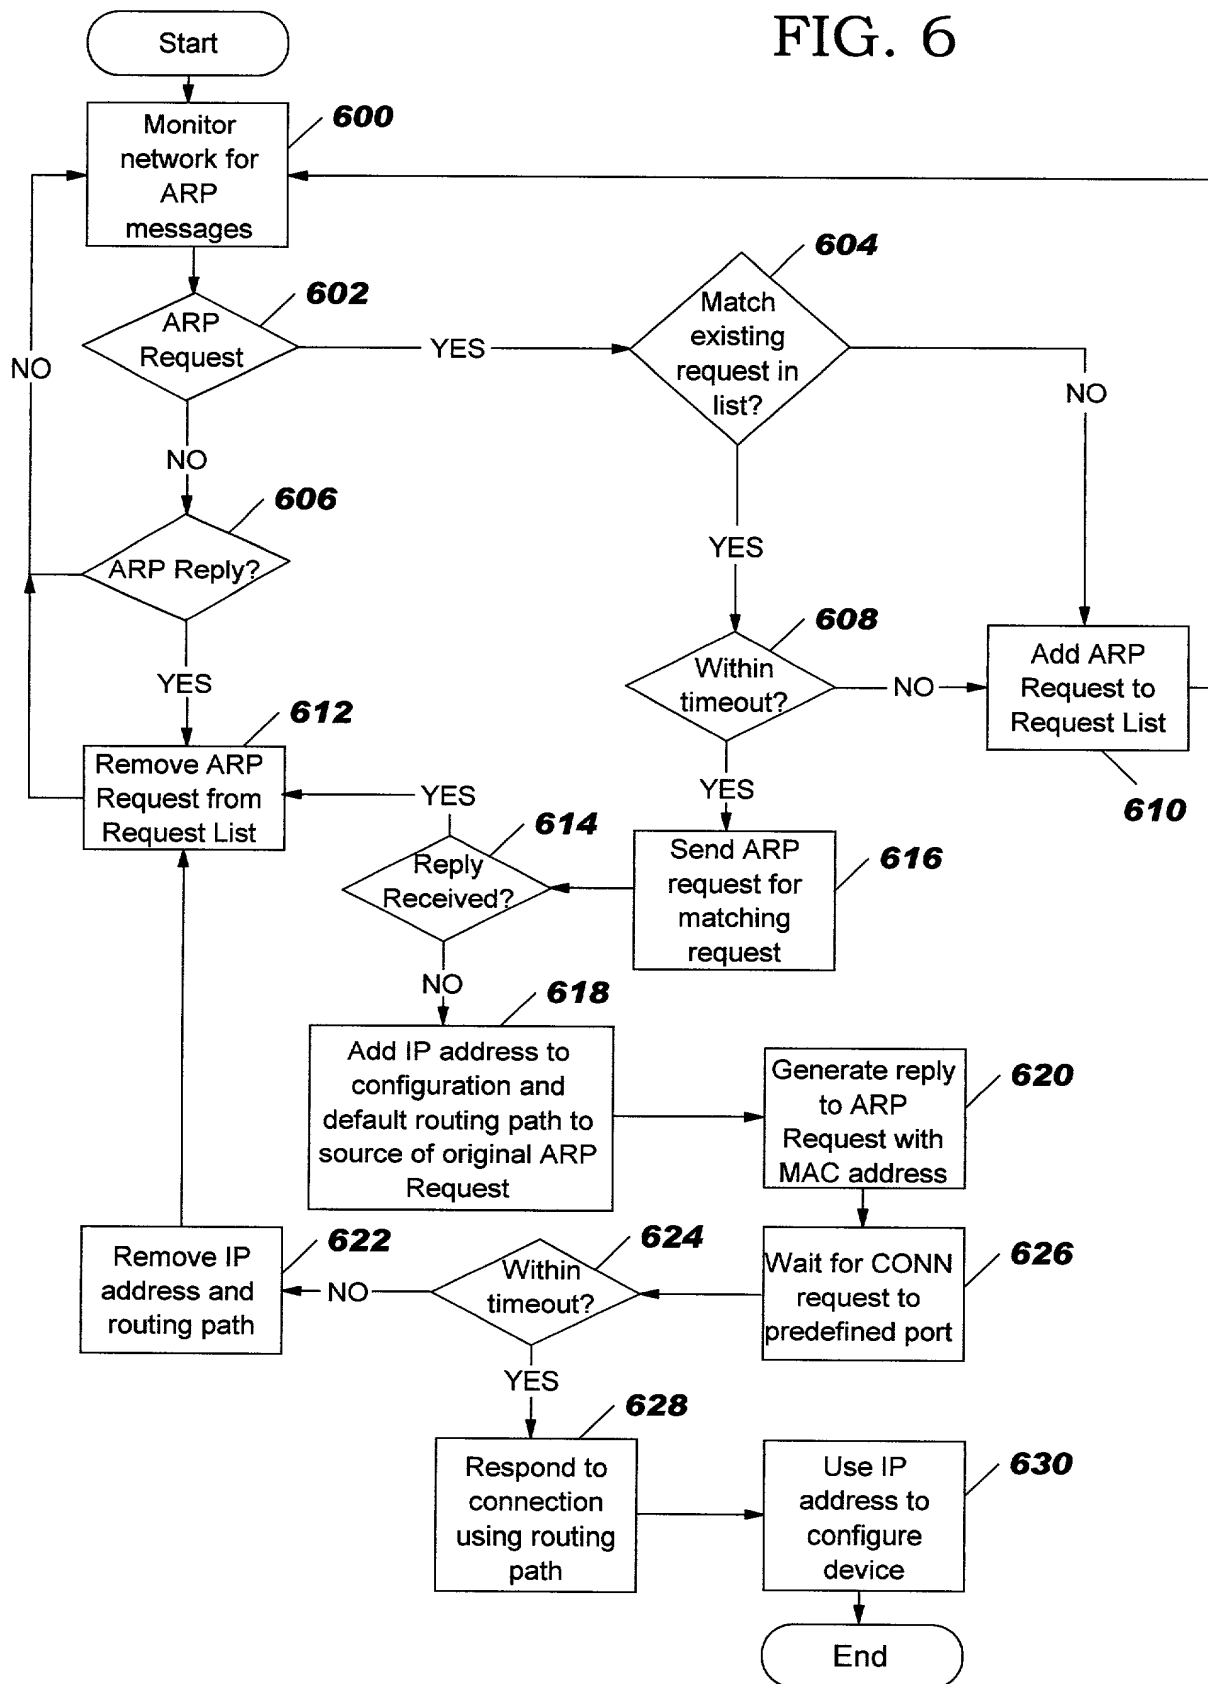 FIG. 6
Start
600
Monitor
network for
ARP
messages
602
ARP
Request
YES
604
Match
existing
request in
list?
NO
NO
NO
606
ARP Reply?
YES
YES
608
Within
timeout?
NO
Add ARP
Request to
Request List
610
612
Remove ARP
Request from
Request List
YES
YES
614
Reply
Received?
616
Send ARP
request for
matching
request
NO
618
Add IP address to
configuration and
default routing path to
source of original ARP
Request
620
Generate reply
to ARP
Request with
MAC address
622
Remove IP
address and
routing path
NO
624
Within
timeout?
626
Wait for CONN
request to
predefined port
YES
628
Respond to
connection
using routing
path
630
Use IP
address to
configure
device
End